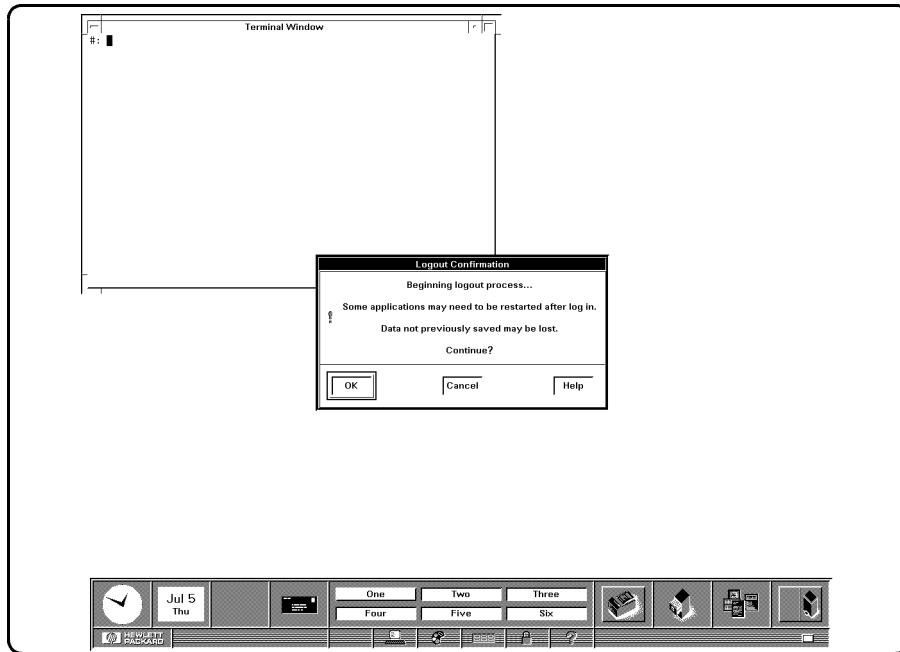 Terminal Window
#:
Logout Confirmation
Beginning logout process...
Some applications may need to be restarted after log in.
Data not previously saved may be lost.
Continue?
OK
Cancel
Help
Jul 5
Thu
One
Two
Three
Four
Five
Six
hp
HEWLETT
PACKARD